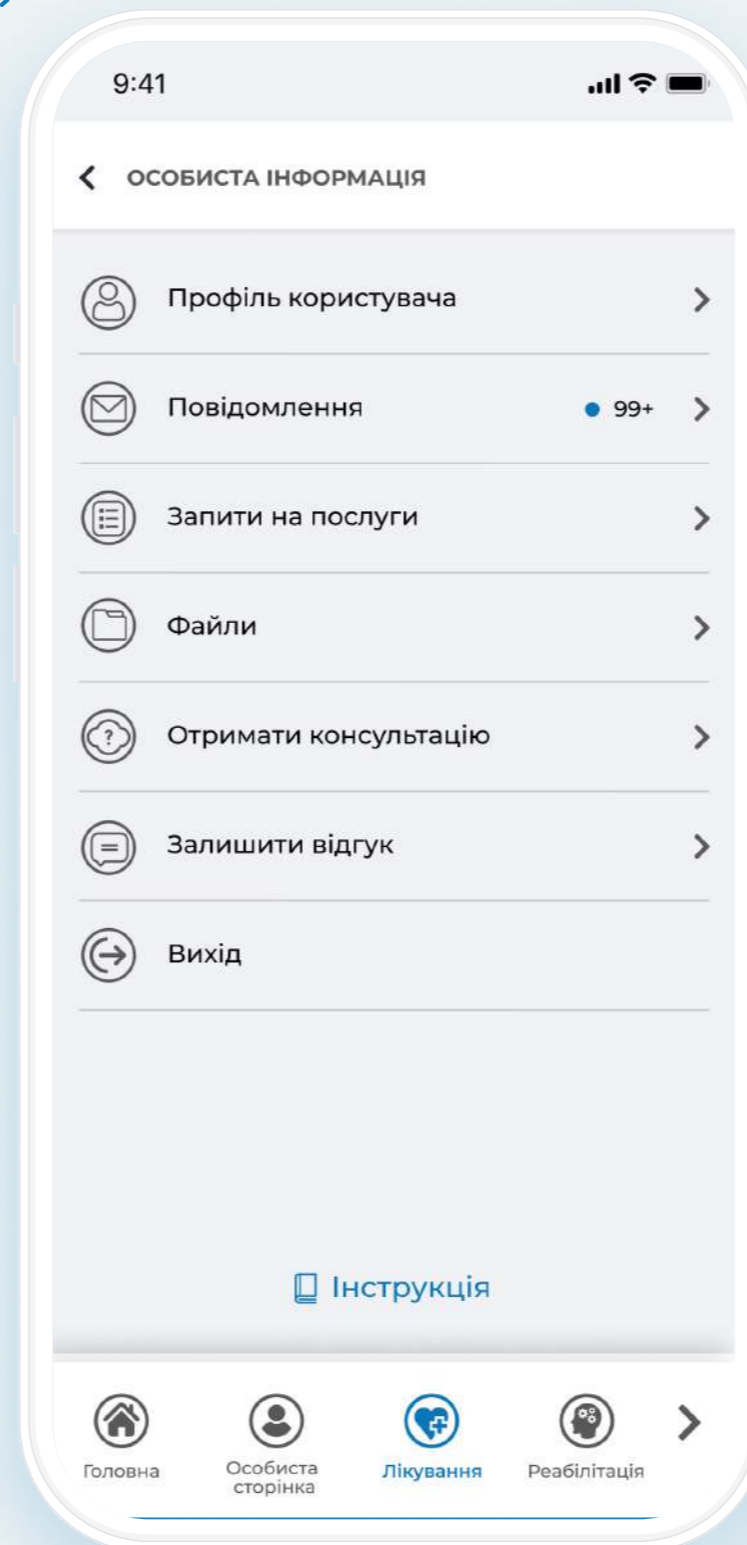 9:41
ОСОБИСТА ІНФОРМАЦІЯ
Профіль користувача
Повідомлення 99+
Запити на послуги
Файли
?
Отримати консультацію
Залишити відгук
Вихід
Інструкція
Головна
Особиста
сторінка
Лікування
Реабілітація